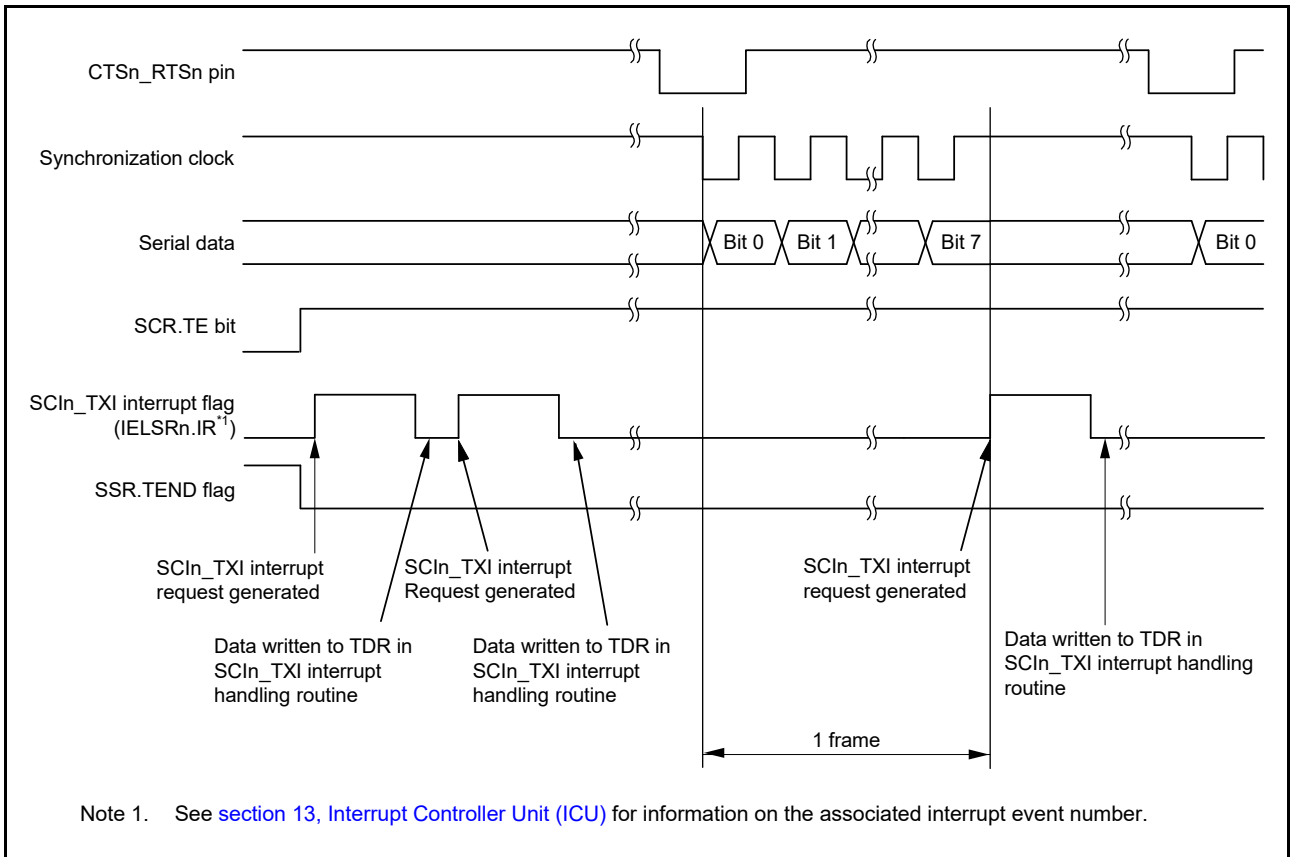 CTSn_RTSn pin
Synchronization clock
Serial data
Bit 0
Bit 1
Bit 7
Bit 0
SCR.TE bit
SCIn_TXI interrupt flag
(IELSRn.IR*1)
SSR.TEND flag
SCIn_TXI interrupt
request generated
SCIn_TXI interrupt
Request generated
SCIn_TXI interrupt
request generated
Data written to TDR in
SCIn_TXI interrupt
handling routine
Data written to TDR in
SCIn_TXI interrupt
handling routine
Data written to TDR in
SCIn_TXI interrupt handling
routine
1 frame
Note 1. See section 13, Interrupt Controller Unit (ICU) for information on the associated interrupt event number.